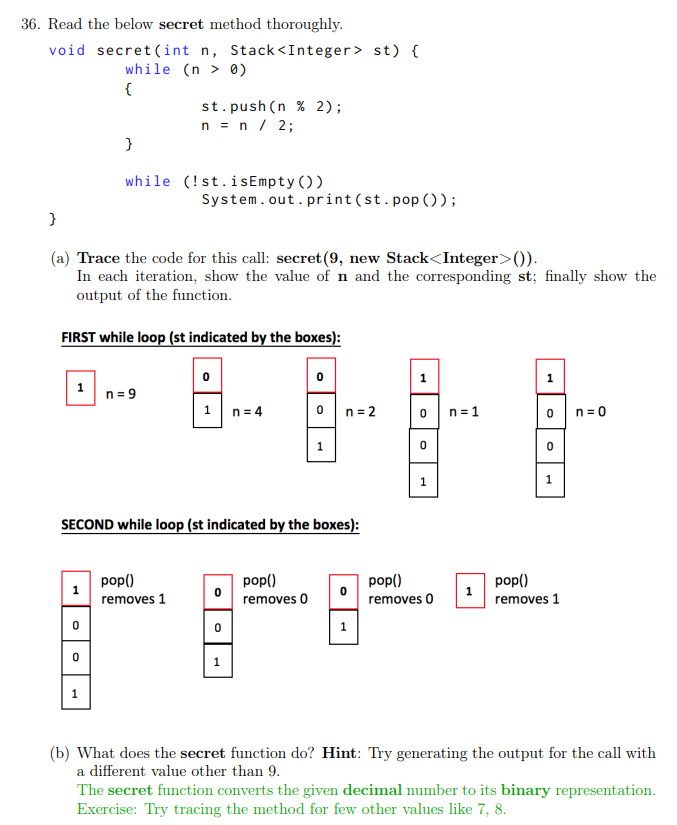 36. Read the below secret method thoroughly.
void secret(int n, Stack<Integer> st) {
while (n > 0)
{
st.push(n % 2);
n = n / 2;
}
while (!st.isEmpty())
System.out.print(st.pop());
}
(a) Trace the code for this call: secret(9, new Stack<Integer>()).
In each iteration, show the value of n and the corresponding st; finally show the
output of the function.
FIRST while loop (st indicated by the boxes):
1 n = 9
0
1 n = 4
0
0 n = 2
1
1
0 n = 1
0
1
1
0 n = 0
0
1
SECOND while loop (st indicated by the boxes):
1 pop()
removes 1
0
0
1
0 pop()
removes 0
0
1
0 pop()
removes 0
1
1 pop()
removes 1
(b) What does the secret function do? Hint: Try generating the output for the call with
a different value other than 9.
The secret function converts the given decimal number to its binary representation.
Exercise: Try tracing the method for few other values like 7, 8.